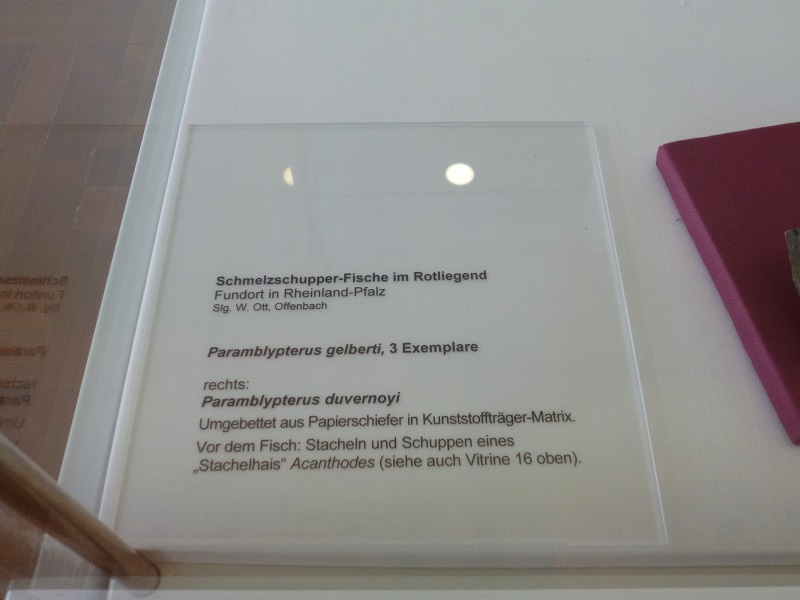 Schmelzschupper-Fische im Rotliegend
Fundort in Rheinland-Pfalz
Slg. W. Ott, Offenbach
Paramblypterus gelberti, 3 Exemplare
rechts:
Paramblypterus duvernoyi
Umgebettet aus Papierschiefer in Kunststoffträger-Matrix.
Vor dem Fisch: Stacheln und Schuppen eines
„Stachelhais“ Acanthodes (siehe auch Vitrine 16 oben).